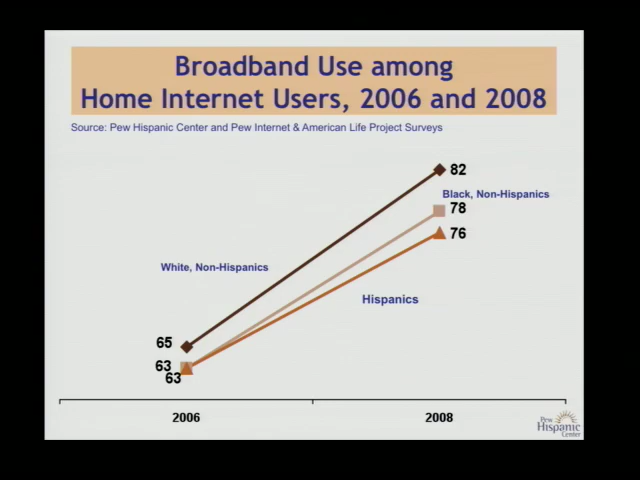 Broadband Use among
Home Internet Users, 2006 and 2008
Source: Pew Hispanic Center and Pew Internet & American Life Project Surveys
82
Black, Non-Hispanics
78
76
White, Non-Hispanics
Hispanics
65
63
63
2006
2008
Pew
Hispanic
Center